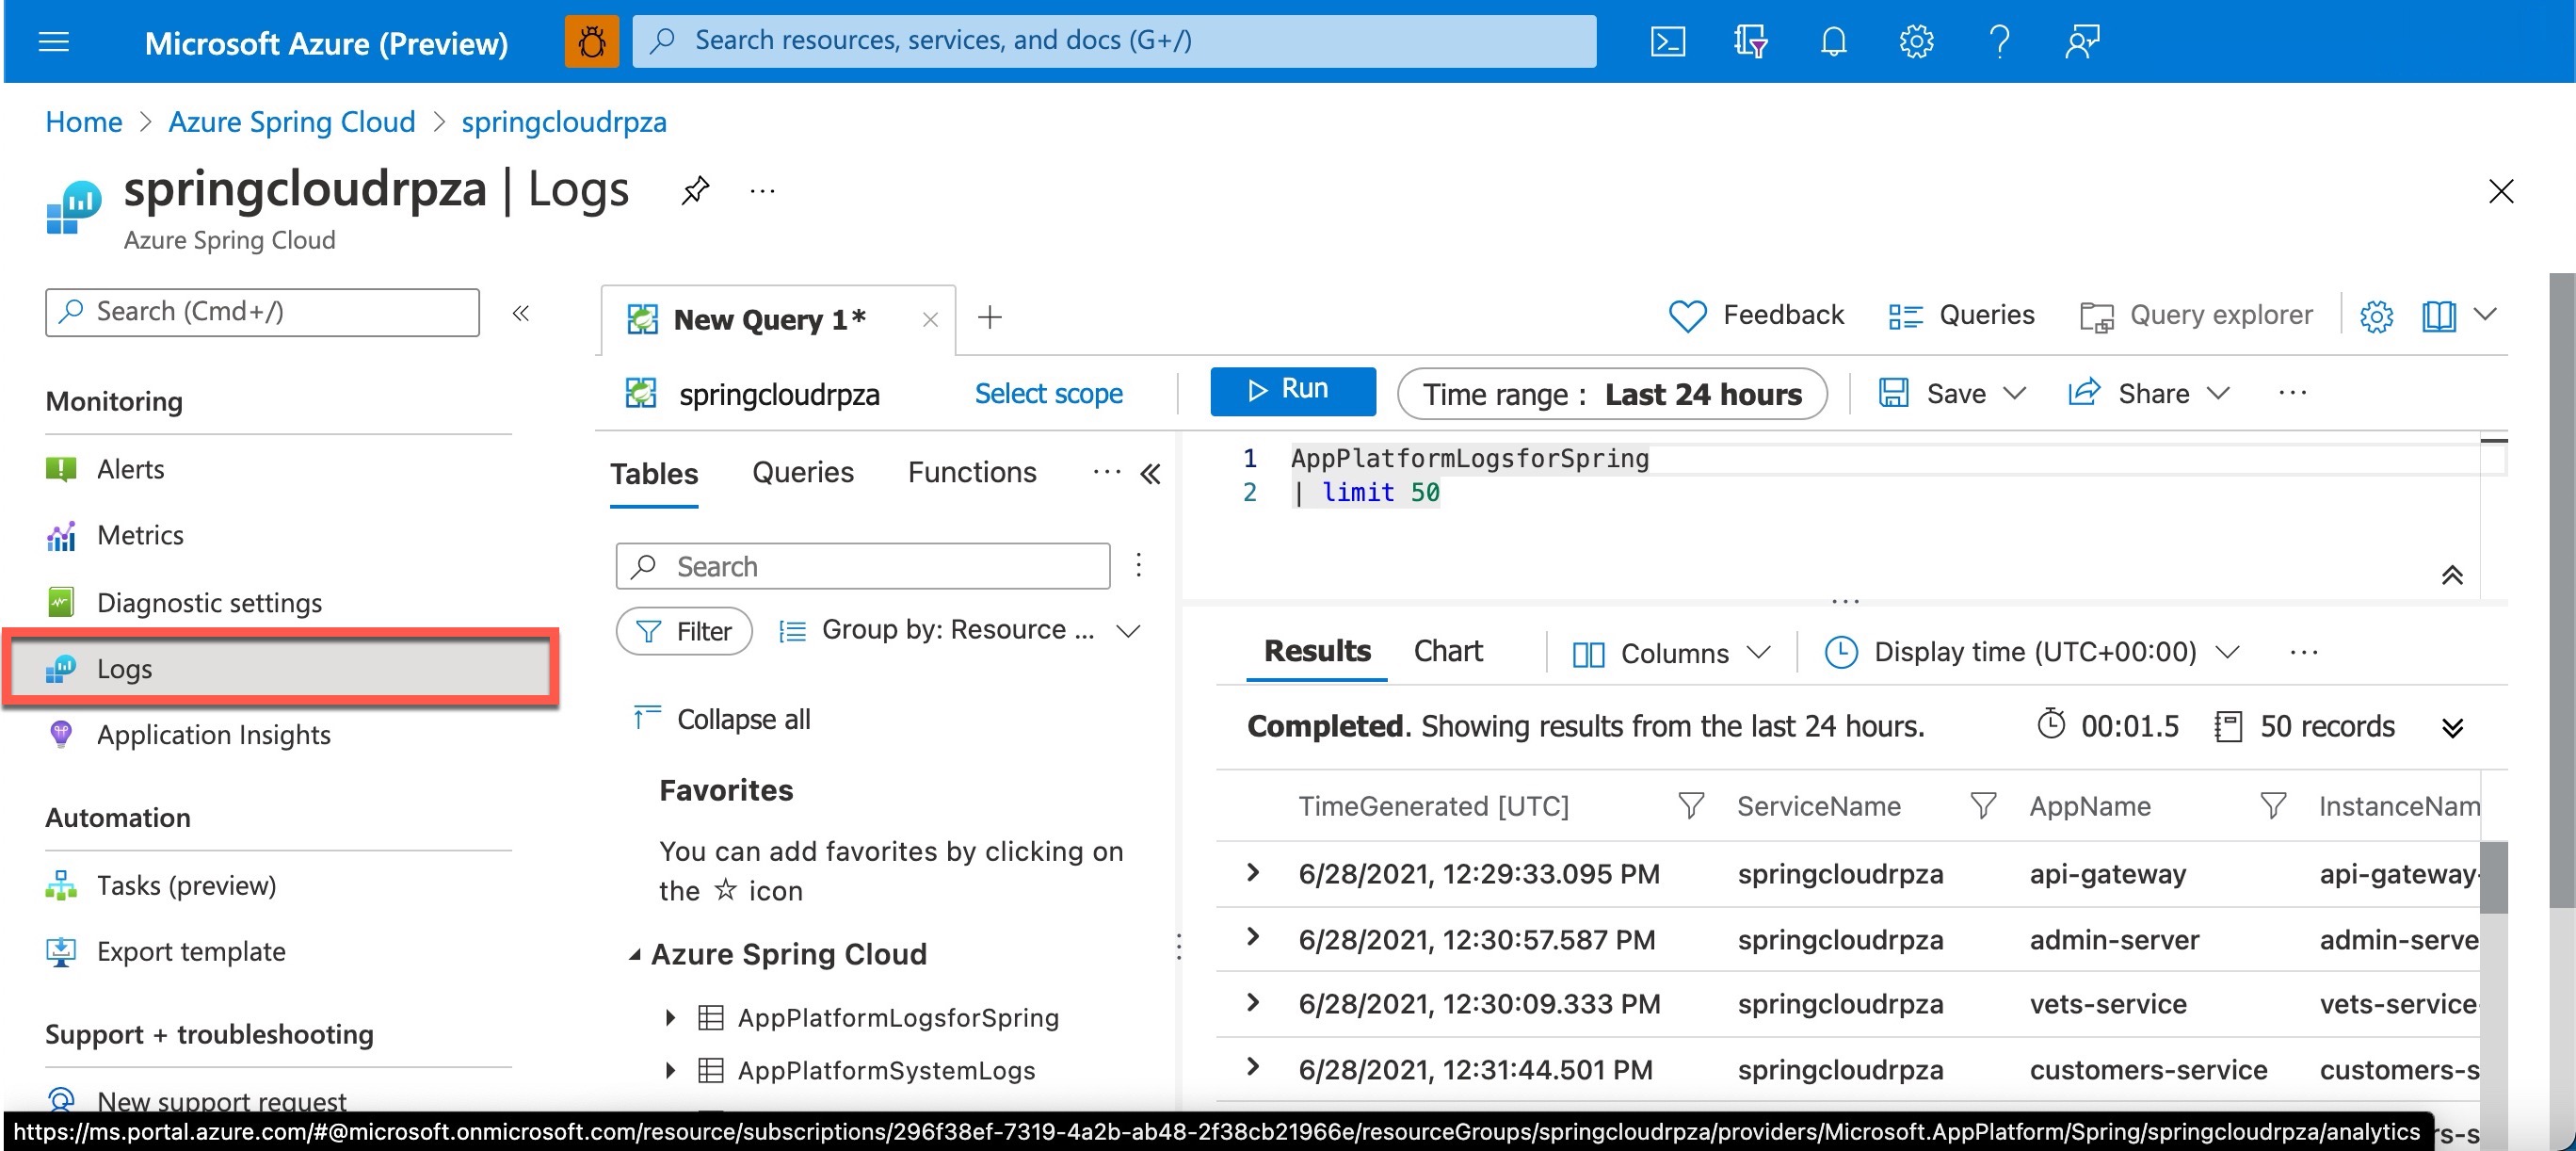 Microsoft Azure (Preview)
Search resources, services, and docs (G+/)
Home > Azure Spring Cloud > springcloudrpza
springcloudrpza | Logs
Azure Spring Cloud
Search (Cmd+/)
Monitoring
Alerts
Metrics
Diagnostic settings
Logs
Application Insights
Automation
Tasks (preview)
Export template
Support + troubleshooting
New support request
New Query 1*
Feedback
Queries
Query explorer
springcloudrpza
Select scope
Run
Time range : Last 24 hours
Save
Share
Tables
Queries
Functions
Search
Filter
Group by: Resource ...
Collapse all
Favorites
You can add favorites by clicking on
the ☆ icon
Azure Spring Cloud
AppPlatformLogsforSpring
AppPlatformSystemLogs
1 AppPlatformLogsforSpring
2 | limit 50
Results
Chart
Columns
Display time (UTC+00:00)
Completed. Showing results from the last 24 hours.
00:01.5
50 records
TimeGenerated [UTC] ServiceName AppName InstanceNam
6/28/2021, 12:29:33.095 PM springcloudrpza api-gateway api-gateway-
6/28/2021, 12:30:57.587 PM springcloudrpza admin-server admin-serve
6/28/2021, 12:30:09.333 PM springcloudrpza vets-service vets-service-
6/28/2021, 12:31:44.501 PM springcloudrpza customers-service customers-s
https://ms.portal.azure.com/#@microsoft.onmicrosoft.com/resource/subscriptions/296f38ef-7319-4a2b-ab48-2f38cb21966e/resourceGroups/springcloudrpza/providers/Microsoft.AppPlatform/Spring/springcloudrpza/analytics